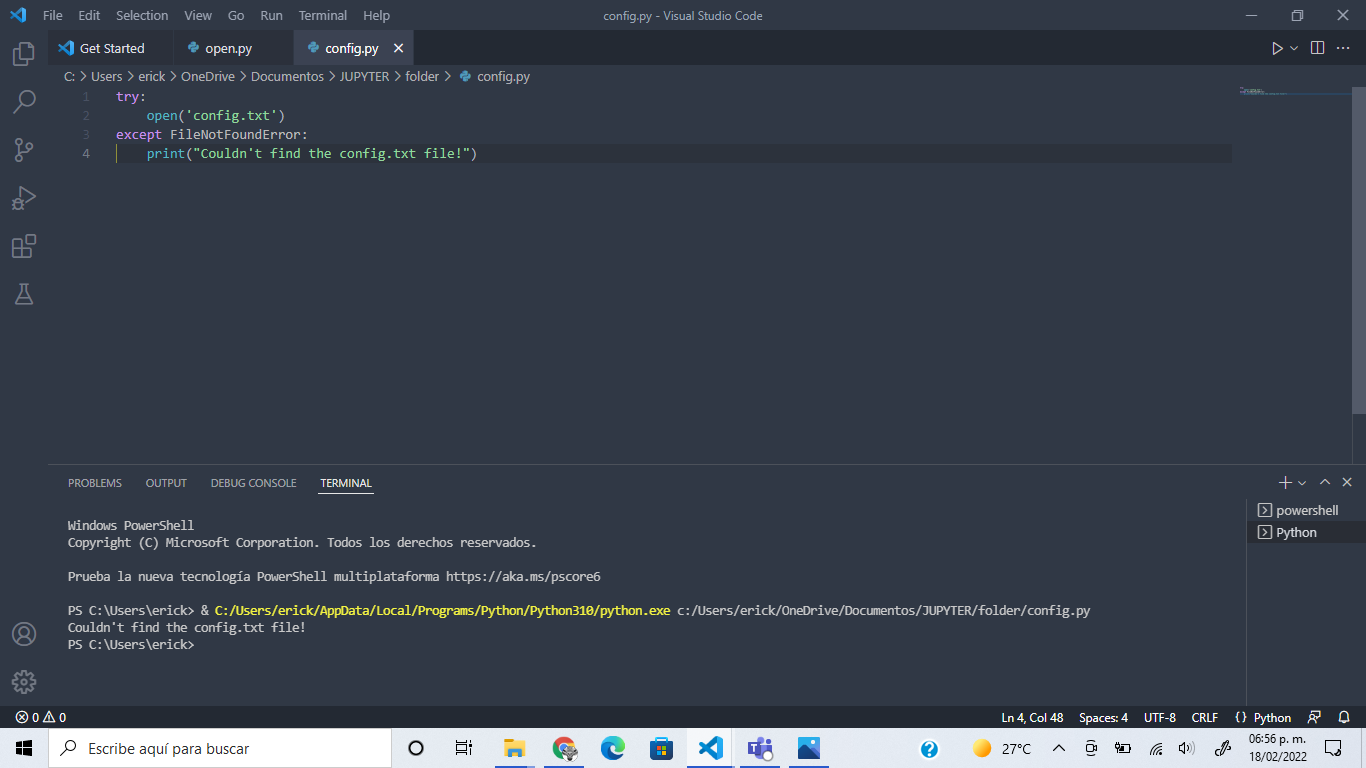 File Edit Selection View Go Run Terminal Help config.py - Visual Studio Code
Get Started open.py config.py
C: > Users > erick > OneDrive > Documentos > JUPYTER > folder > config.py
1 try:
2 open('config.txt')
3 except FileNotFoundError:
4 print("Couldn't find the config.txt file!")
PROBLEMS OUTPUT DEBUG CONSOLE TERMINAL
powershell
Python
Windows PowerShell
Copyright (C) Microsoft Corporation. Todos los derechos reservados.
Prueba la nueva tecnología PowerShell multiplataforma https://aka.ms/pscore6
PS C:\Users\erick> & C:/Users/erick/AppData/Local/Programs/Python/Python310/python.exe c:/Users/erick/OneDrive/Documentos/JUPYTER/folder/config.py
Couldn't find the config.txt file!
PS C:\Users\erick>
0 0 Ln 4, Col 48 Spaces: 4 UTF-8 CRLF {} Python
Escribe aquí para buscar 27°C 06:56 p. m.
18/02/2022